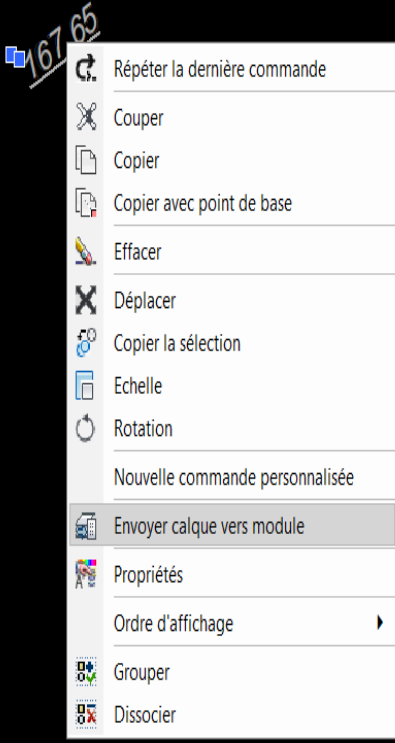 167.65
Répéter la dernière commande
Couper
Copier
Copier avec point de base
Effacer
Déplacer
Copier la sélection
Echelle
Rotation
Nouvelle commande personnalisée
Envoyer calque vers module
Propriétés
Ordre d'affichage
Grouper
Dissocier